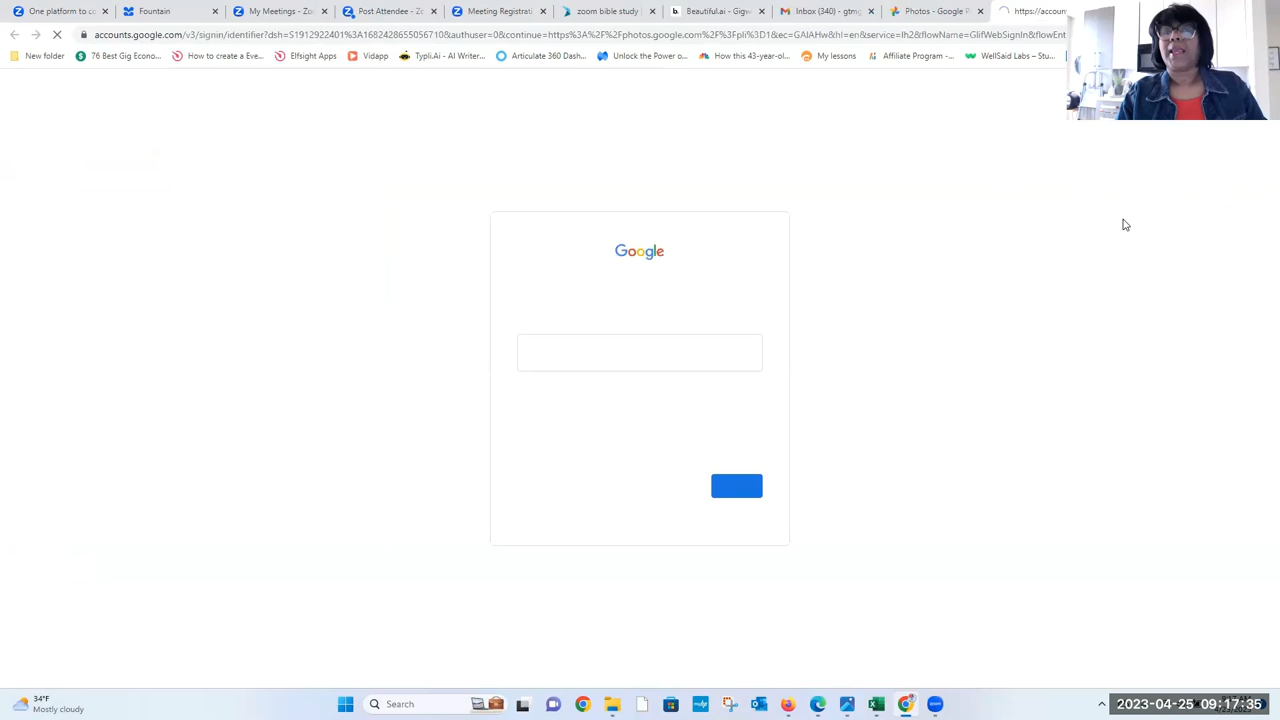 One platform to co
Fountain
My Meetings - Zoo
Post Attendee - Zo
Meeting Registrati
zoom bible study
Beautiful.ai - Gigw
Inbox (340) - gtmg
Photos - Google P
https://accou
accounts.google.com/v3/signin/identifier?dsh=S1912922401%3A1682428655056710&
=0&continue=https%3A%2F%2Fphotos.google.com%2F%3Fpli%3D1&ec=GAlAHw&hl=en&service=lh2&flowName=GlifWebSignIn&flowEnt
New folder
76 Best Gig Econo...
How to create a Eve...
Elfsight Apps
Vidapp
Typli.Ai - AI Writer...
Articulate 360 Dash...
Unlock the Power o...
How this 43-year-ol...
My lessons
Affiliate Program -...
WellSaid Labs – Stu...
Google
34°F
Mostly cloudy
Search
2023-04-25 09:17:35